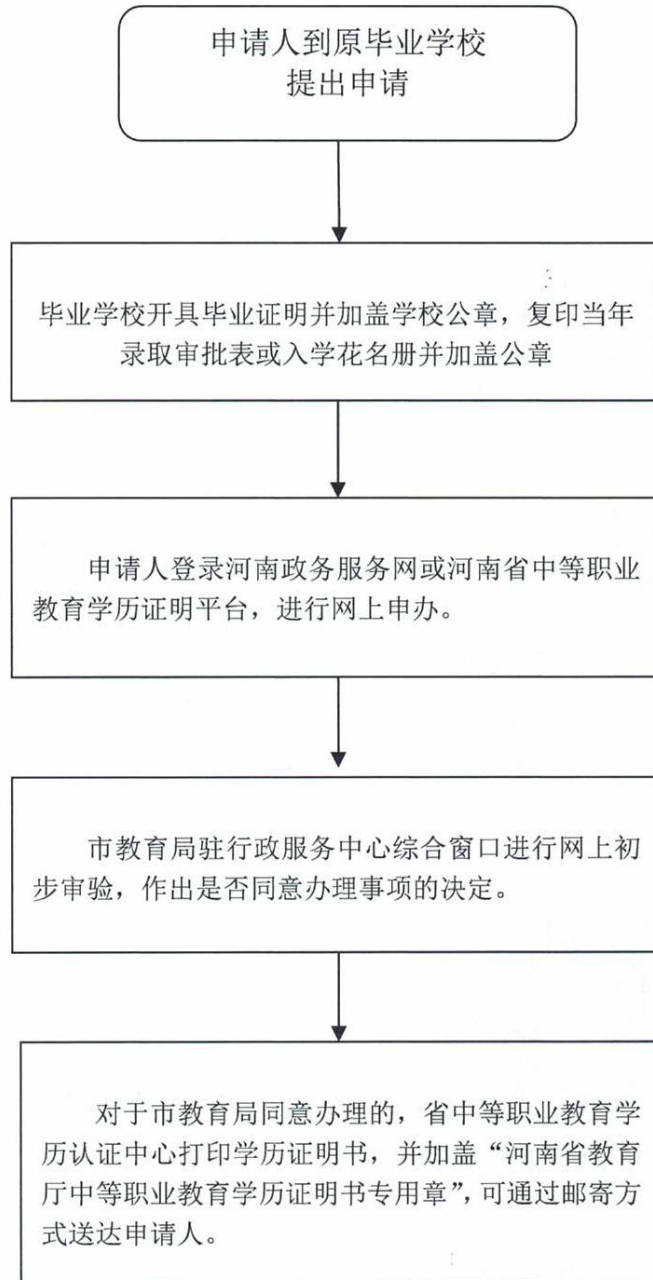 申请人到原毕业学校
提出申请
毕业学校开具毕业证明并加盖学校公章，复印当年
录取审批表或入学花名册并加盖公章
申请人登录河南政务服务网或河南省中等职业
教育学历证明平台，进行网上申办。
市教育局驻行政服务中心综合窗口进行网上初
步审验，作出是否同意办理事项的决定。
对于市教育局同意办理的，省中等职业教育学
历认证中心打印学历证明书，并加盖“河南省教育
厅中等职业教育学历证明书专用章”，可通过邮寄方
式送达申请人。